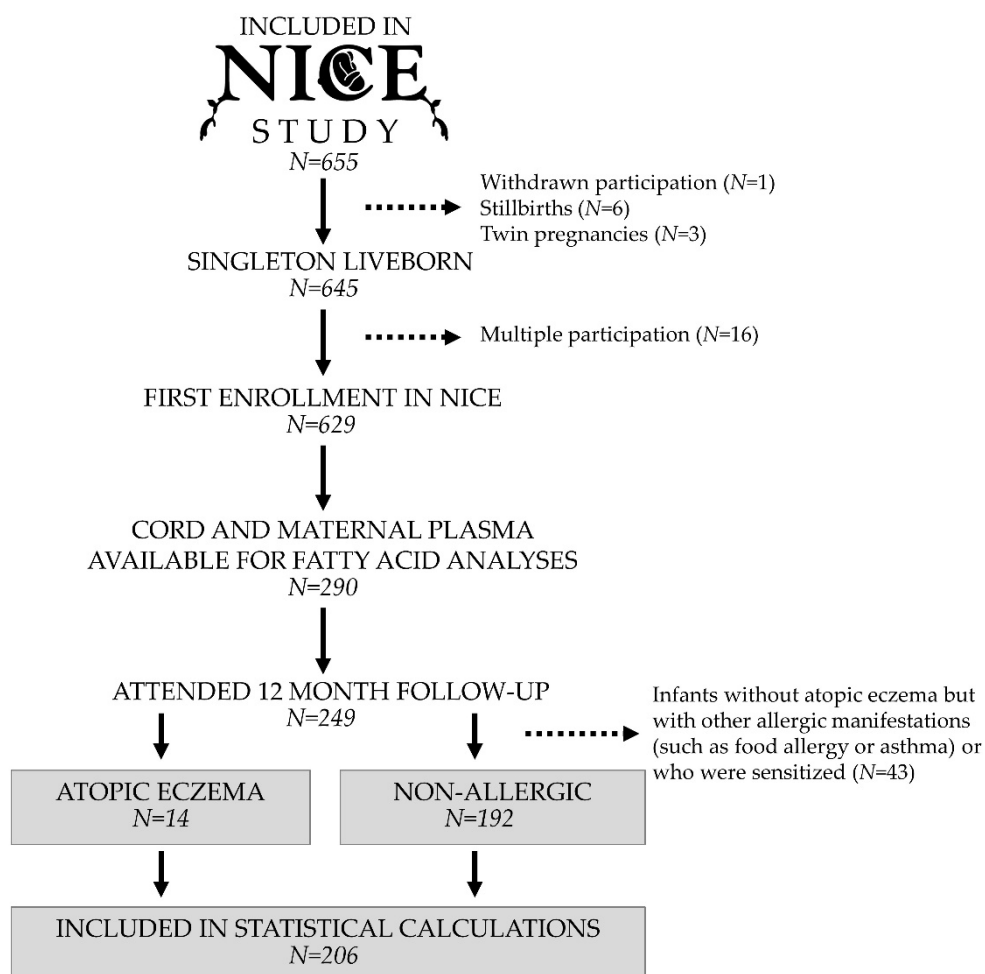 INCLUDED IN
NICE
STUDY
N=655
Withdrawn participation (N=1)
Stillbirths (N=6)
Twin pregnancies (N=3)
SINGLETON LIVEBORN
N=645
Multiple participation (N=16)
FIRST ENROLLMENT IN NICE
N=629
CORD AND MATERNAL PLASMA
AVAILABLE FOR FATTY ACID ANALYSES
N=290
ATTENDED 12 MONTH FOLLOW-UP
N=249
Infants without atopic eczema but
with other allergic manifestations
(such as food allergy or asthma) or
who were sensitized (N=43)
ATOPIC ECZEMA
N=14
NON-ALLERGIC
N=192
INCLUDED IN STATISTICAL CALCULATIONS
N=206